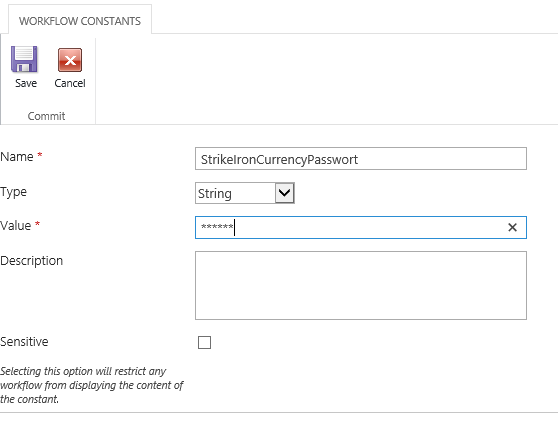 WORKFLOW CONSTANTS
Save Cancel
Commit
Name * StrikeIronCurrencyPasswort
Type String
Value * ******
Description
Sensitive
Selecting this option will restrict any
workflow from displaying the content of
the constant.